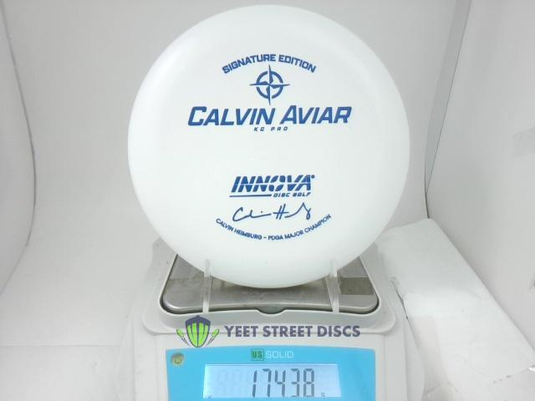 SIGNATURE EDITION
CALVIN AVIAR
KC PRO
INNOVA
DISC GOLF
CALVIN HEIMBURG - PDGA MAJOR CHAMPION
YEET STREET DISCS
U.S. SOLID
174.38